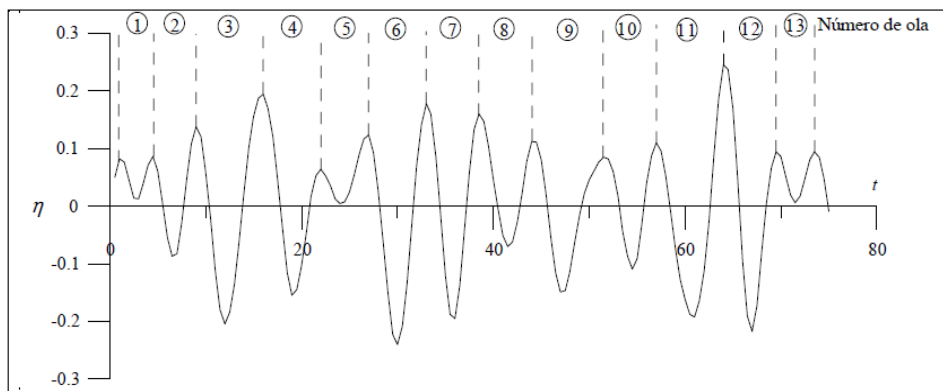 0.3 ① ② ③ ④ ⑤ ⑥ ⑦ ⑧ ⑨ ⑩ ⑪ ⑫ ⑬ Número de ola
0.2
0.1
η 0 t
0 20 40 60 80
-0.1
-0.2
-0.3